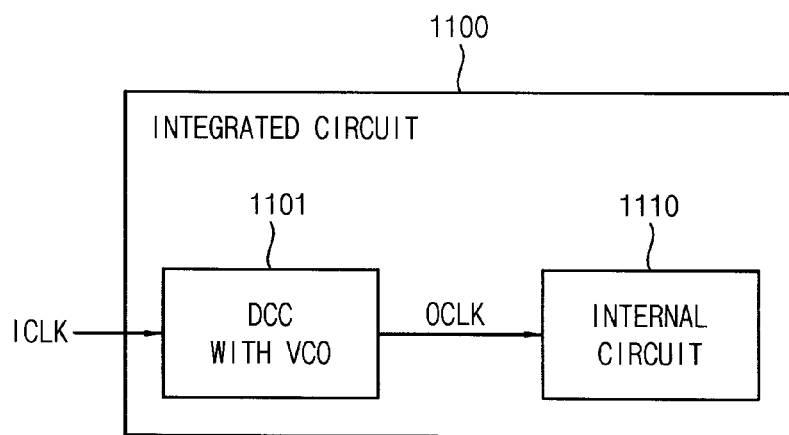 1100
INTEGRATED CIRCUIT
1101
1110
ICLK
DCC
WITH VCO
OCLK
INTERNAL
CIRCUIT